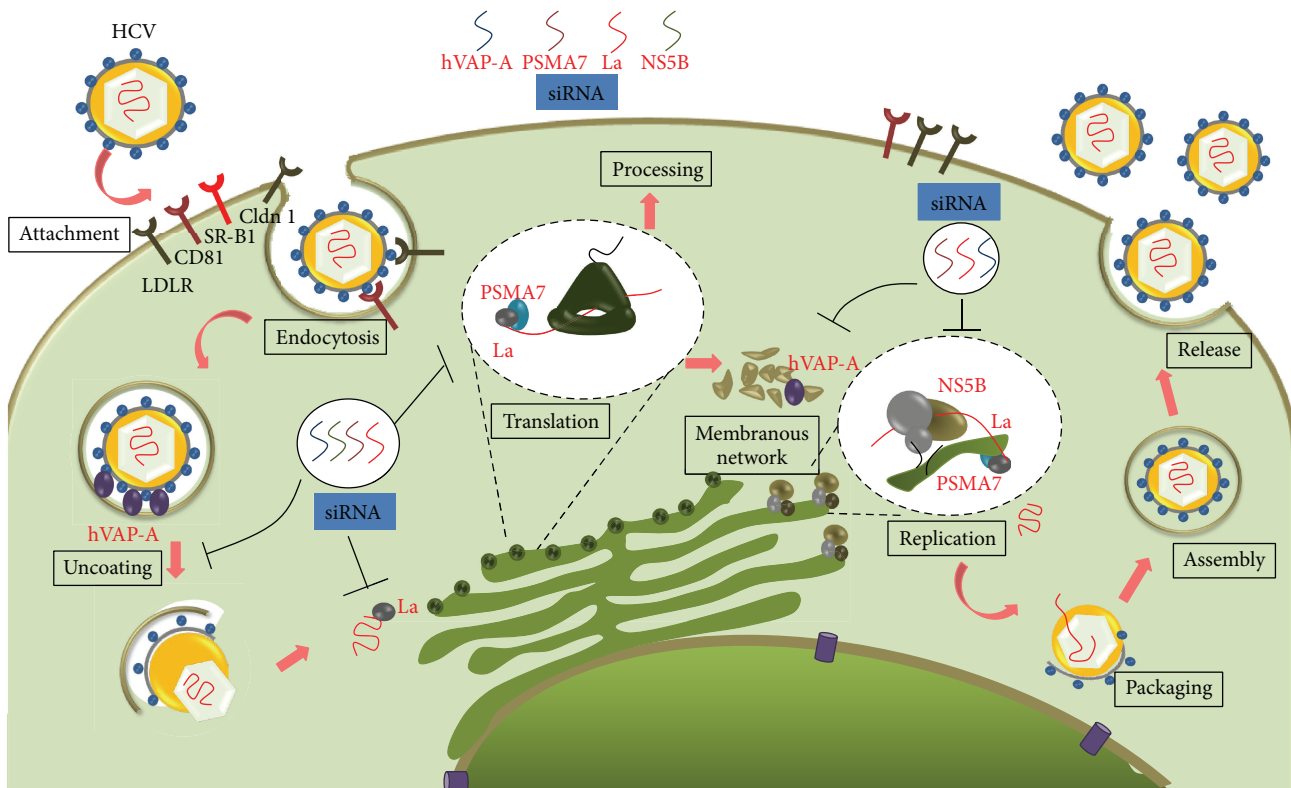 HCV
hVAP-A PSMA7 La NS5B
siRNA
Processing
siRNA
Attachment
Cldn 1
SR-B1
CD81
LDLR
Endocytosis
PSMA7
La
Translation
Release
hVAP-A
NS5B
La
PSMA7
Membranous
network
Replication
siRNA
hVAP-A
Uncoating
La
Assembly
Packaging